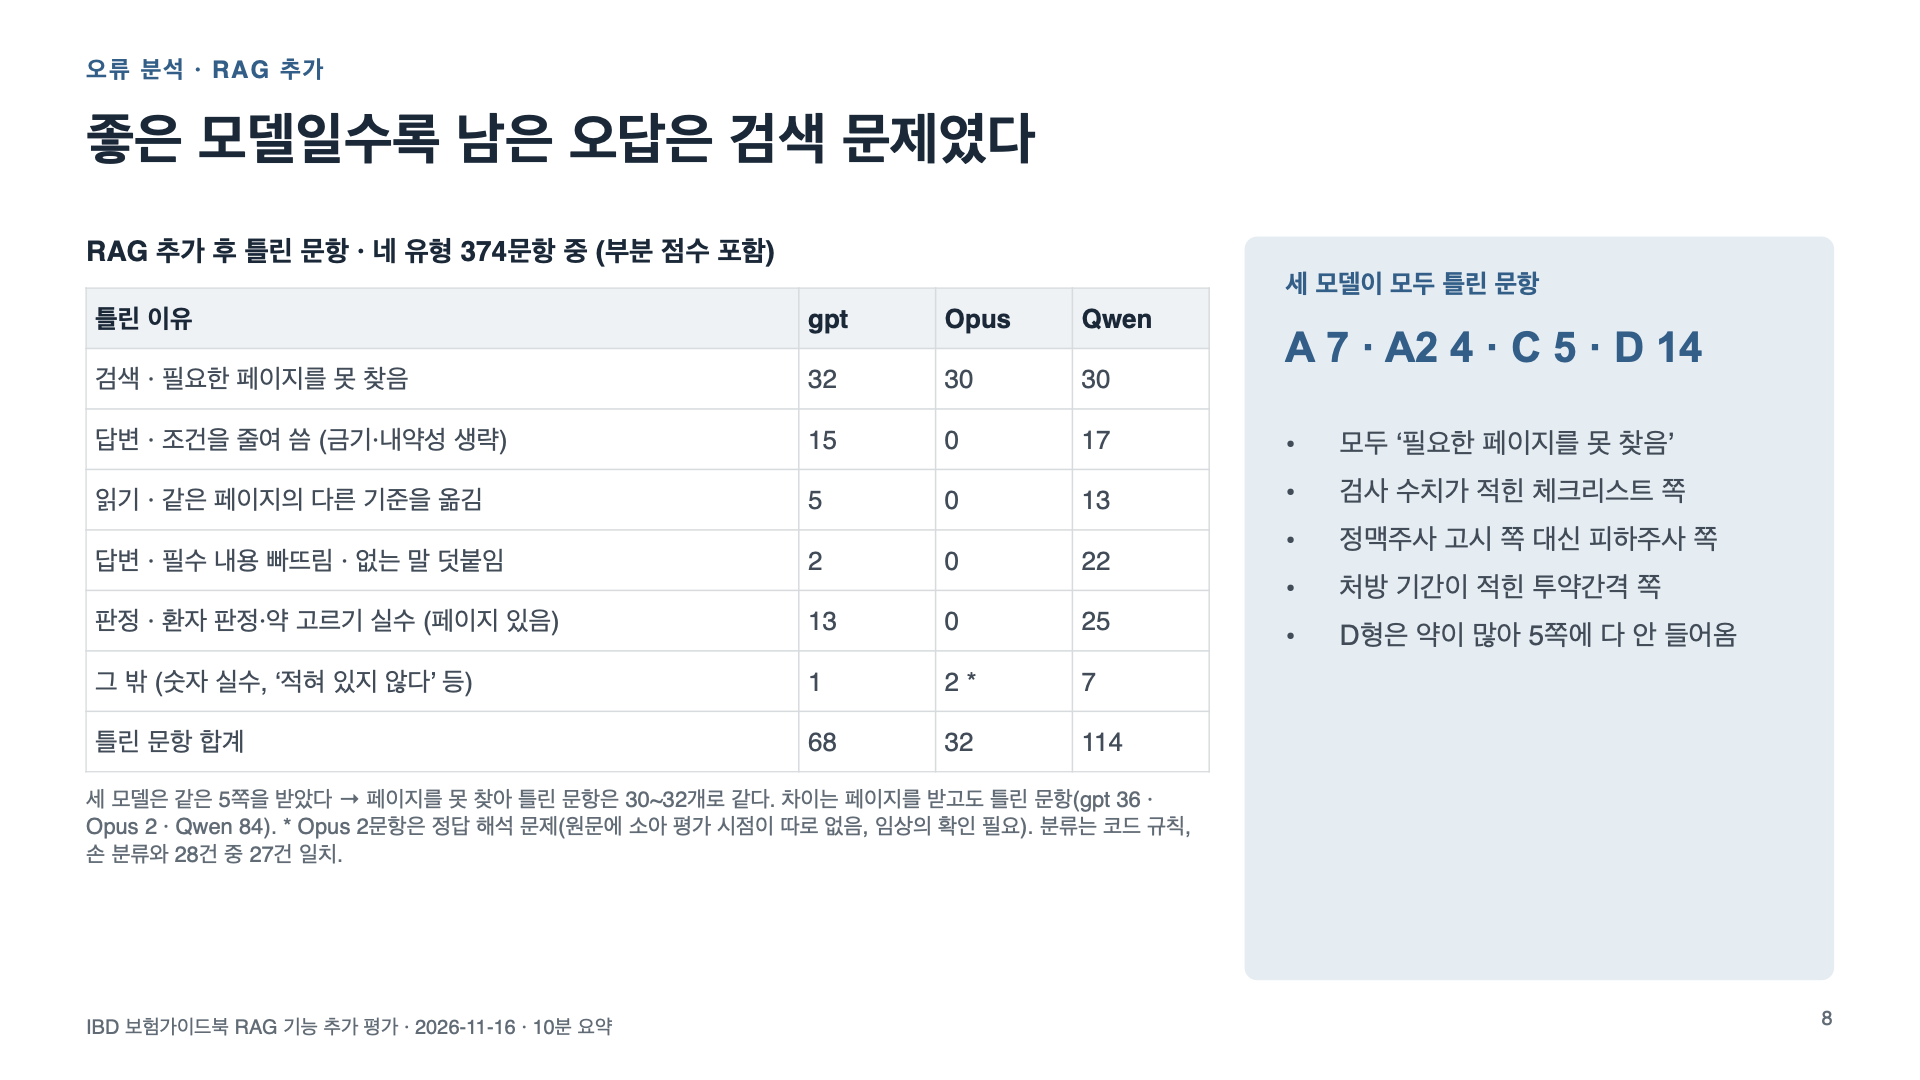 오류 분석 · RAG 추가
좋은 모델일수록 남은 오답은 검색 문제였다
RAG 추가 후 틀린 문항 · 네 유형 374문항 중 (부분 점수 포함)
틀린 이유 gpt Opus Qwen
검색 · 필요한 페이지를 못 찾음 32 30 30
답변 · 조건을 줄여 씀 (금기·내약성 생략) 15 0 17
읽기 · 같은 페이지의 다른 기준을 옮김 5 0 13
답변 · 필수 내용 빠뜨림 · 없는 말 덧붙임 2 0 22
판정 · 환자 판정·약 고르기 실수 (페이지 있음) 13 0 25
그 밖 (숫자 실수, ‘적혀 있지 않다’ 등) 1 2 * 7
틀린 문항 합계 68 32 114
세 모델은 같은 5쪽을 받았다 → 페이지를 못 찾아 틀린 문항은 30~32개로 같다. 차이는 페이지를 받고도 틀린 문항(gpt 36 ·
Opus 2 · Qwen 84). * Opus 2문항은 정답 해석 문제(원문에 소아 평가 시점이 따로 없음, 임상의 확인 필요). 분류는 코드 규칙,
손 분류와 28건 중 27건 일치.
세 모델이 모두 틀린 문항
A 7 · A2 4 · C 5 · D 14
• 모두 ‘필요한 페이지를 못 찾음’
• 검사 수치가 적힌 체크리스트 쪽
• 정맥주사 고시 쪽 대신 피하주사 쪽
• 처방 기간이 적힌 투약간격 쪽
• D형은 약이 많아 5쪽에 다 안 들어옴
IBD 보험가이드북 RAG 기능 추가 평가 · 2026-11-16 · 10분 요약
8